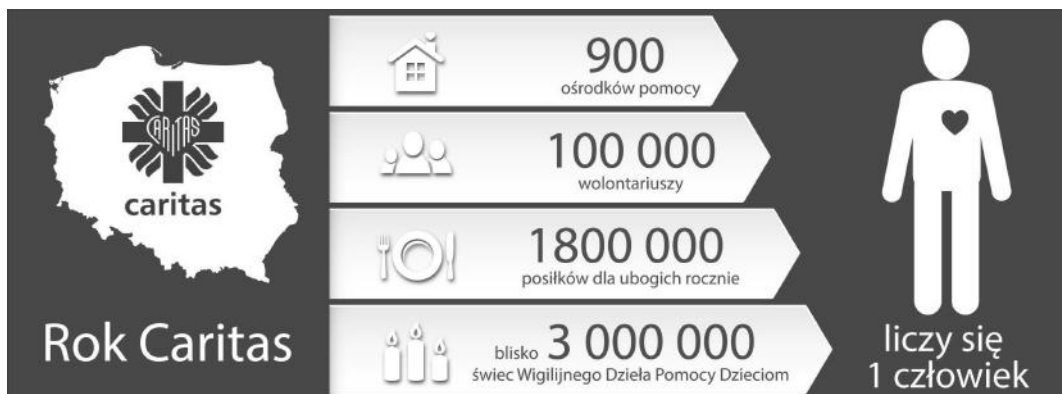 CARITAS
caritas
Rok Caritas
900
ośrodków pomocy
100 000
wolontariuszy
1800 000
posiłków dla ubogich rocznie
blisko 3 000 000
świec Wigilijnego Dzieła Pomocy Dzieciom
liczy się
1 człowiek